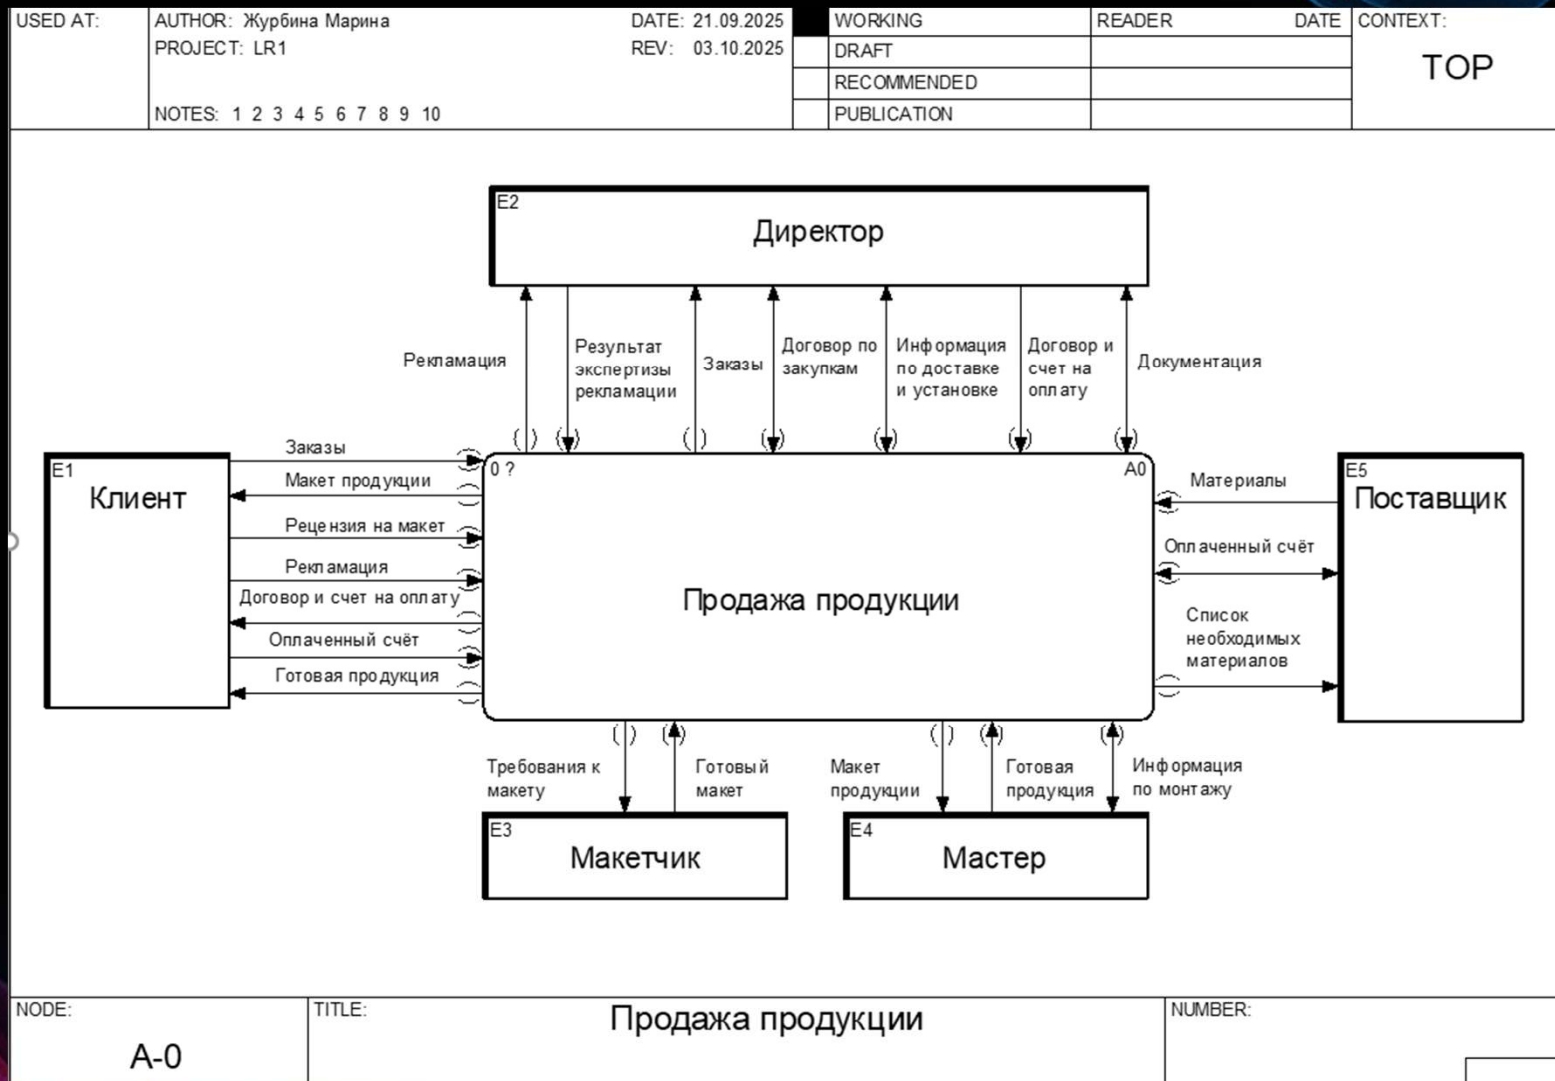 USED AT:
AUTHOR: Журбина Марина
DATE: 21.09.2025
PROJECT: LR1
REV: 03.10.2025
NOTES: 1 2 3 4 5 6 7 8 9 10
WORKING
DRAFT
RECOMMENDED
PUBLICATION
READER DATE
CONTEXT:
TOP
E2
Директор
Рекламация
Результат
экспертизы
рекламации
Заказы
Договор по
закупкам
Информация
по доставке
и установке
Договор и
счет на
оплату
Документация
E1
Клиент
Заказы
Макет продукции
Рецензия на макет
Рекламация
Договор и счет на оплату
Оплаченный счёт
Готовая продукция
0 ?
A0
Продажа продукции
Материалы
Оплаченный счёт
Список
необходимых
материалов
E5
Поставщик
Требования к
макету
Готовый
макет
Макет
продукции
Готовая
продукция
Информация
по монтажу
E3
Макетчик
E4
Мастер
NODE:
A-0
TITLE:
Продажа продукции
NUMBER: